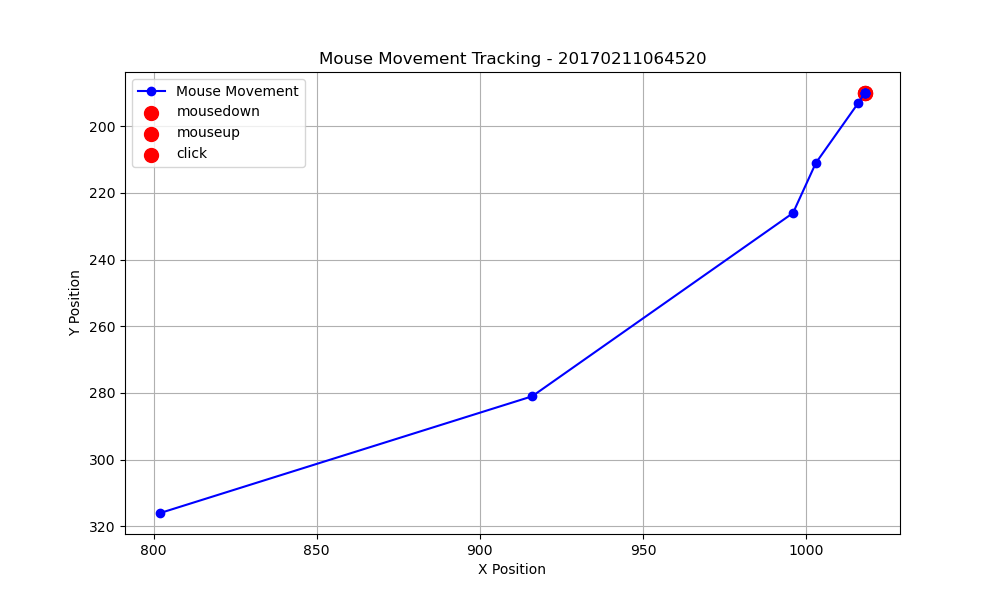 Mouse Movement Tracking - 20170211064520
Mouse Movement
mousedown
mouseup
click
200
220
240
260
280
300
320
Y Position
800
850
900
950
1000
X Position